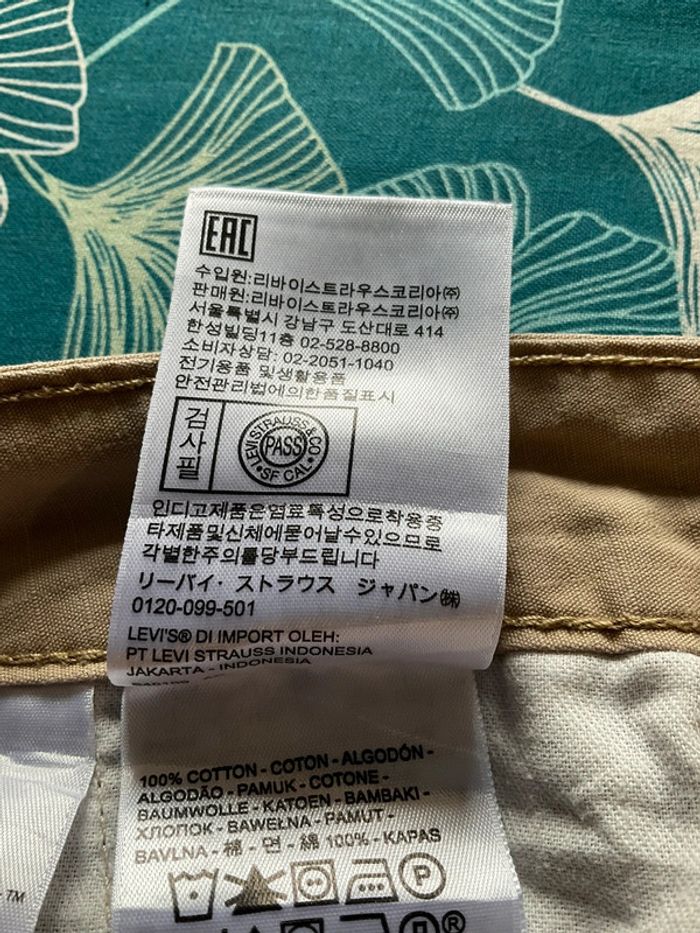 EAC
수입원:리바이스트라우스코리아㈜
판매원:리바이스트라우스코리아㈜
서울특별시 강남구 도산대로 414
한성빌딩11층 02-528-8800
소비자상담: 02-2051-1040
전기용품 및생활용품
안전관리법에의한품질표시
검사필
LEVI STRAUSS & CO
PASS
SF CAL
인디고제품은염료특성으로착용중
타제품및신체에묻어날수있으므로
각별한주의를당부드립니다
リーバイ・ストラウス ジャパン㈱
0120-099-501
LEVI'S® DI IMPORT OLEH:
PT LEVI STRAUSS INDONESIA
JAKARTA - INDONESIA
100% COTTON - COTON - ALGODÓN -
ALGODÃO - PAMUK - COTONE -
BAUMWOLLE - KATOEN - BAMBAKI -
ХЛОПОК - BAWEŁNA - PAMUT -
BAVLNA - 棉 - 면 - 綿 100% - KAPAS
P
™
®